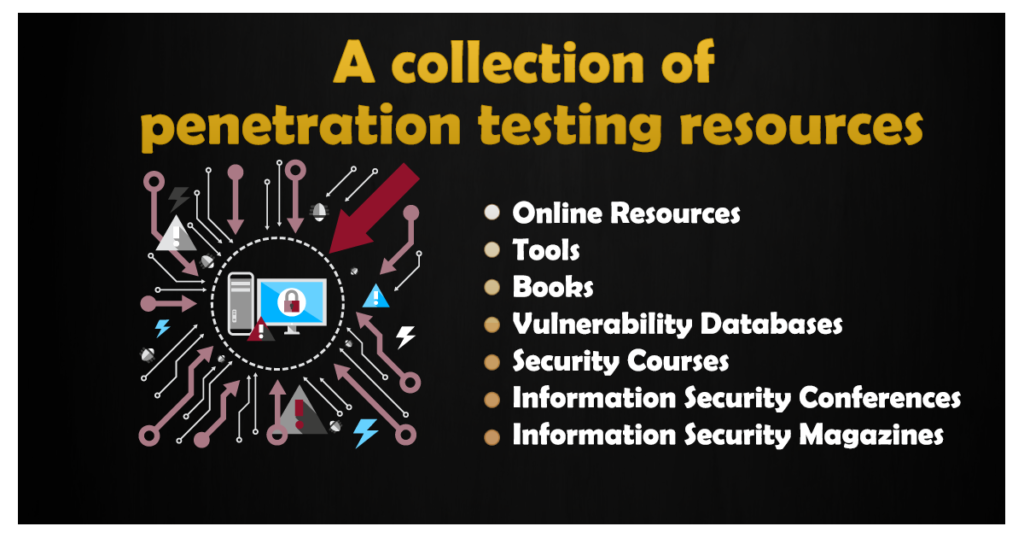 A collection of
penetration testing resources
Online Resources
Tools
Books
Vulnerability Databases
Security Courses
Information Security Conferences
Information Security Magazines